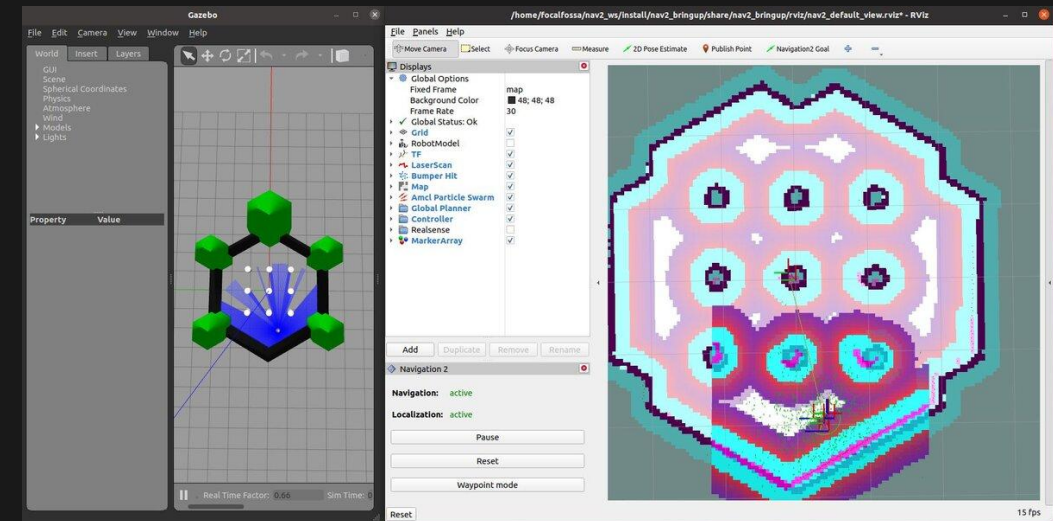 Gazebo
File Edit Camera View Window Help
World Insert Layers
GUI
Scene
Spherical Coordinates
Physics
Atmosphere
Wind
Models
Lights
Property Value
Real Time Factor: 0.66 Sim Time: 0
/home/focalfossa/nav2_ws/install/nav2_bringup/share/nav2_bringup/rviz/nav2_default_view.rviz* - RViz
File Panels Help
Move Camera Select Focus Camera Measure 2D Pose Estimate Publish Point Navigation2 Goal
Displays
Global Options
Fixed Frame map
Background Color 48; 48; 48
Frame Rate 30
Global Status: Ok
Grid
RobotModel
TF
LaserScan
Bumper Hit
Map
Amcl Particle Swarm
Global Planner
Controller
Realsense
MarkerArray
Add Duplicate Remove Rename
Navigation 2
Navigation: active
Localization: active
Pause
Reset
Waypoint mode
Reset
15 fps